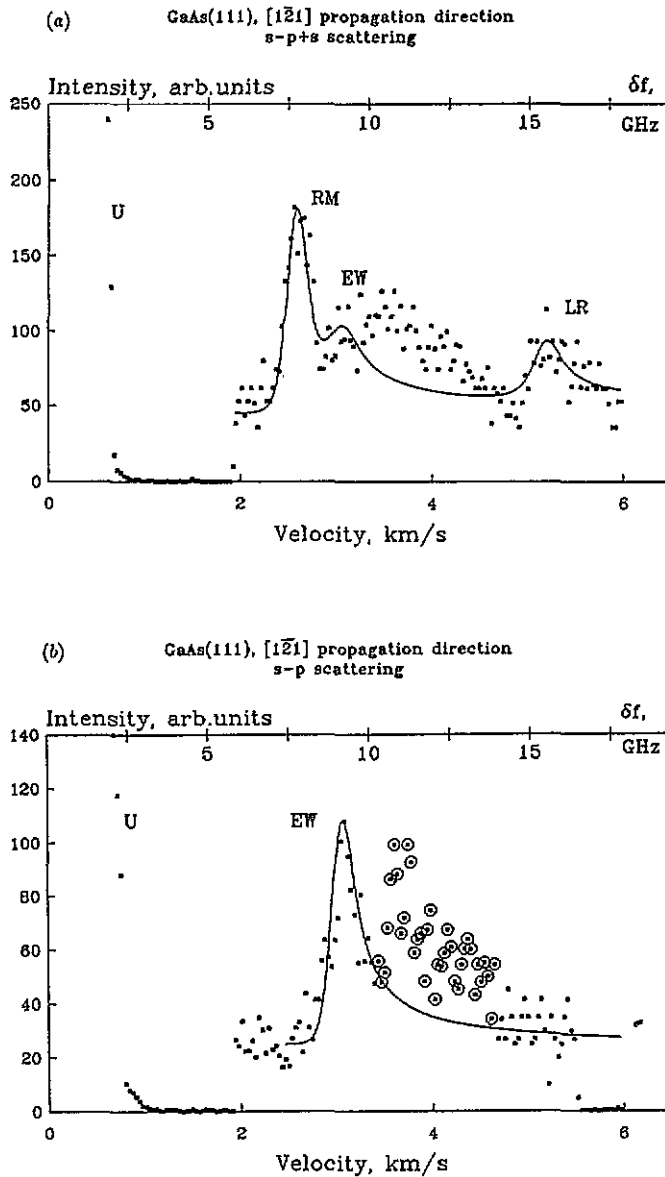 (a) GaAs(111), [12̅1] propagation direction
s-p+s scattering
Intensity, arb.units δf,
5 10 15 GHz
250
200
150
100
50
0
U
RM
EW
LR
0 2 4 6
Velocity, km/s
(b) GaAs(111), [12̅1] propagation direction
s-p scattering
Intensity, arb.units δf,
5 10 15 GHz
140
120
100
80
60
40
20
0
U
EW
0 2 4 6
Velocity, km/s